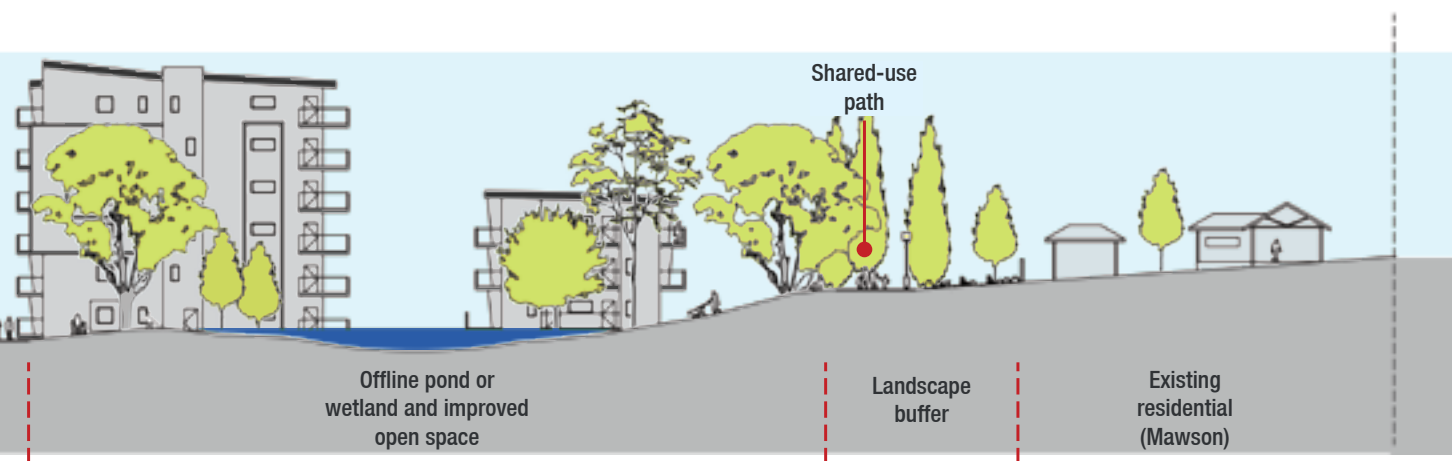 Shared-use
path
Offline pond or
wetland and improved
open space
Landscape
buffer
Existing
residential
(Mawson)